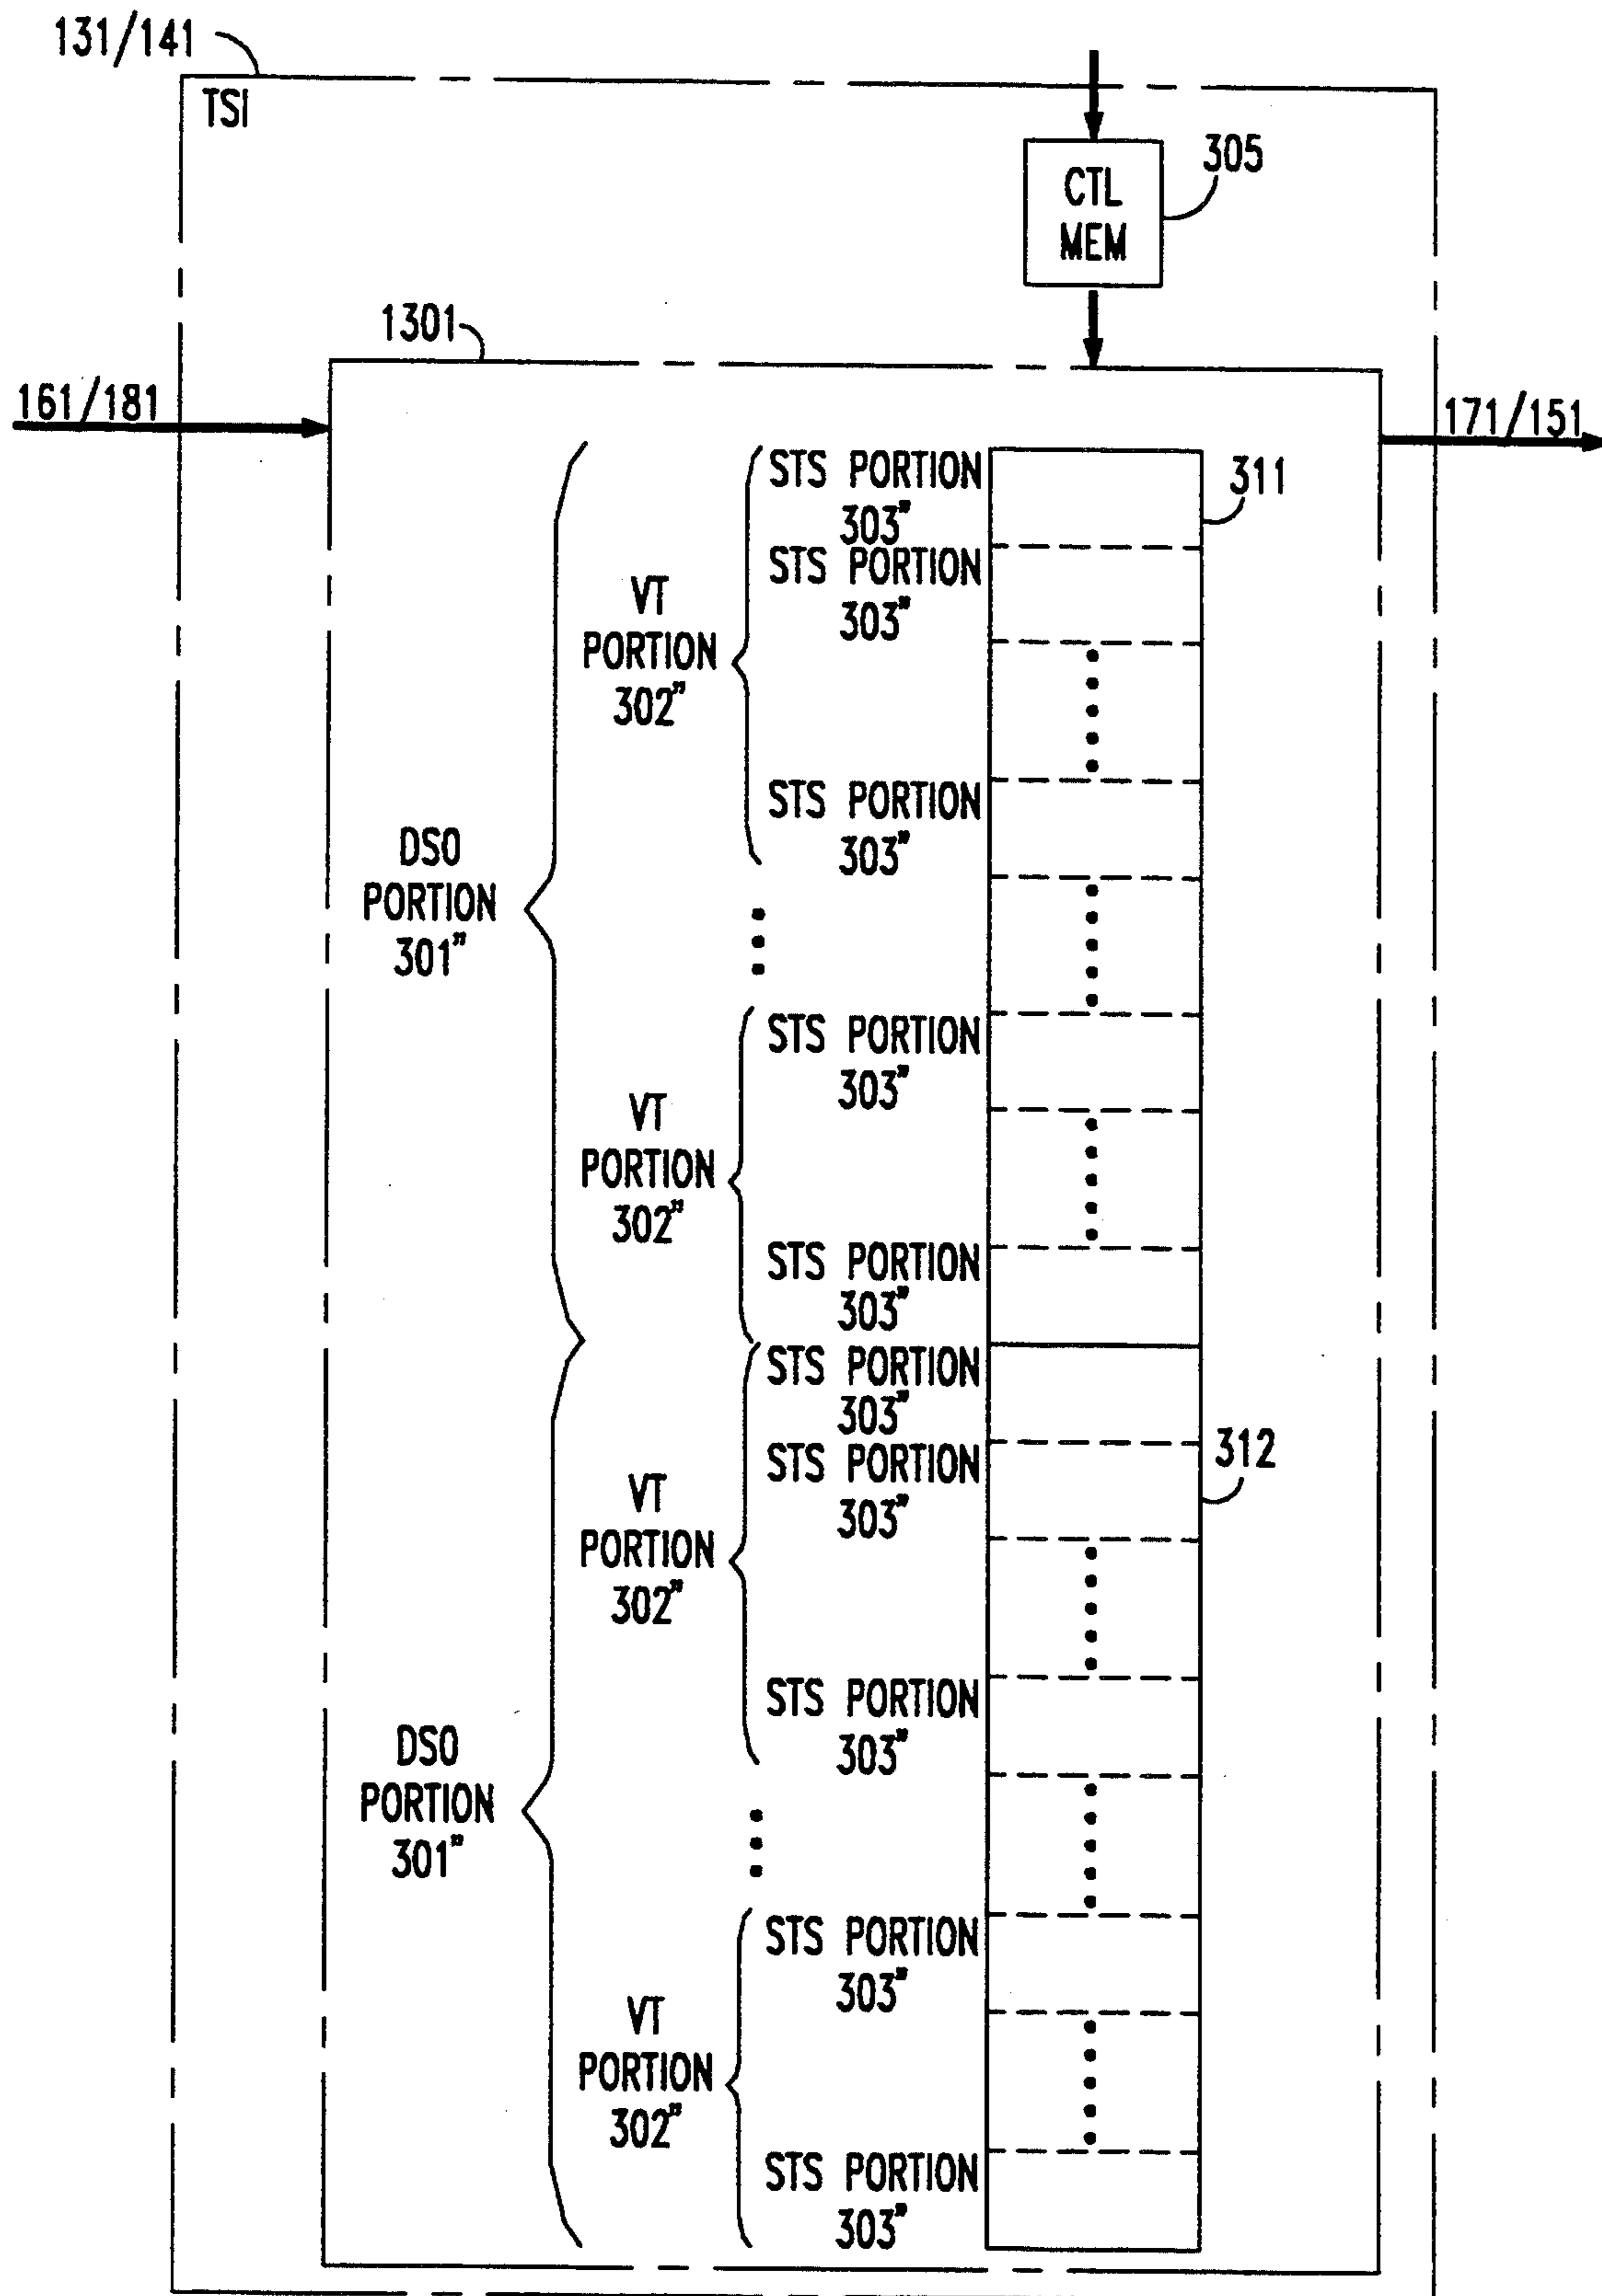 131/141
TSI
CTL
MEM
305
1301
161/181
171/151
STS PORTION
303"
311
STS PORTION
303"
VT
PORTION
302"
STS PORTION
303"
DS0
PORTION
301"
STS PORTION
303"
VT
PORTION
302"
STS PORTION
303"
STS PORTION
303"
STS PORTION
303"
312
VT
PORTION
302"
STS PORTION
303"
DS0
PORTION
301"
STS PORTION
303"
VT
PORTION
302"
STS PORTION
303"